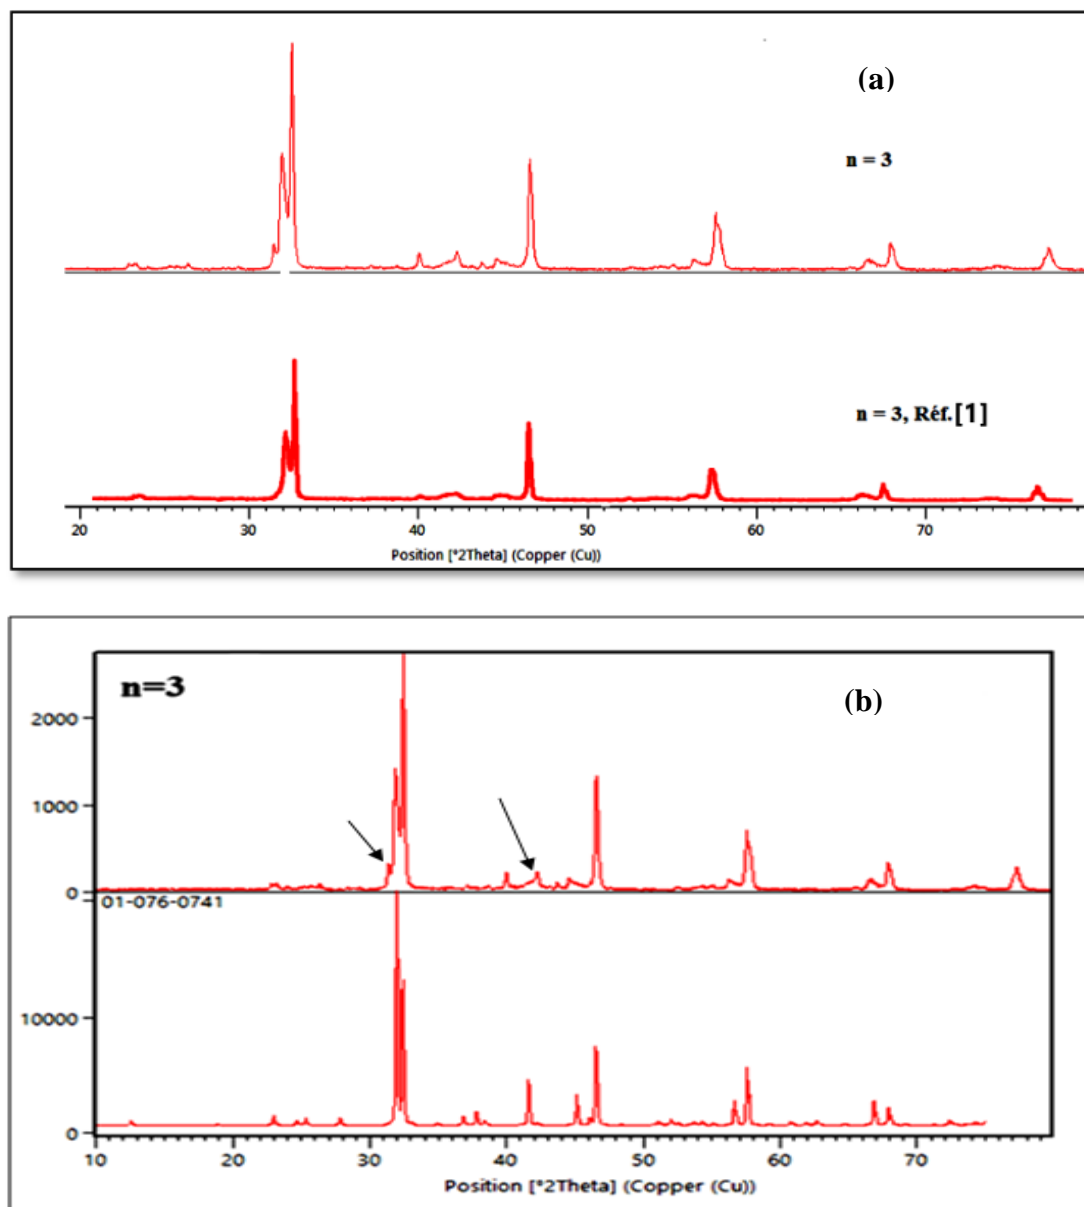 (a)
n = 3
n = 3, Réf.[1]
20 30 40 50 60 70
Position [°2Theta] (Copper (Cu))
n=3
(b)
2000
1000
0
01-076-0741
10000
0
10 20 30 40 50 60 70
Position [°2Theta] (Copper (Cu))